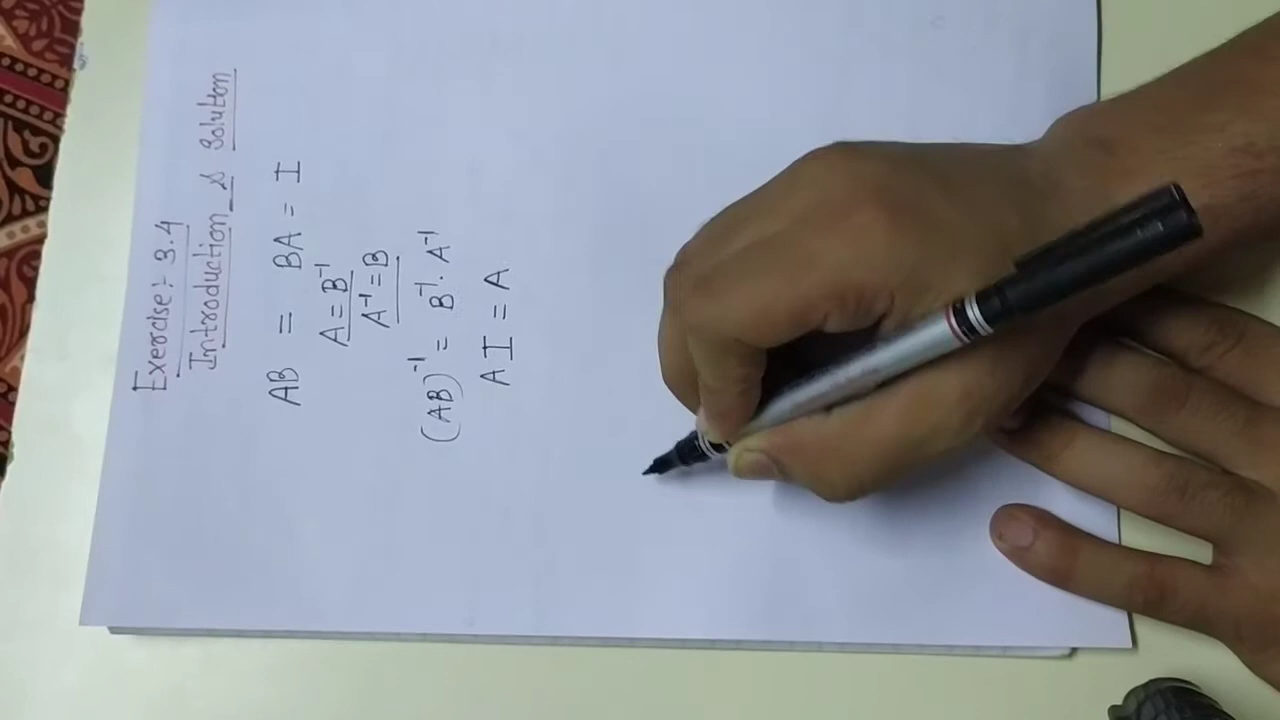 Exercise:- 3.4
Introduction & Solution
AB = BA = I
A = B⁻¹
A⁻¹ = B
(AB)⁻¹ = B⁻¹. A⁻¹
A I = A